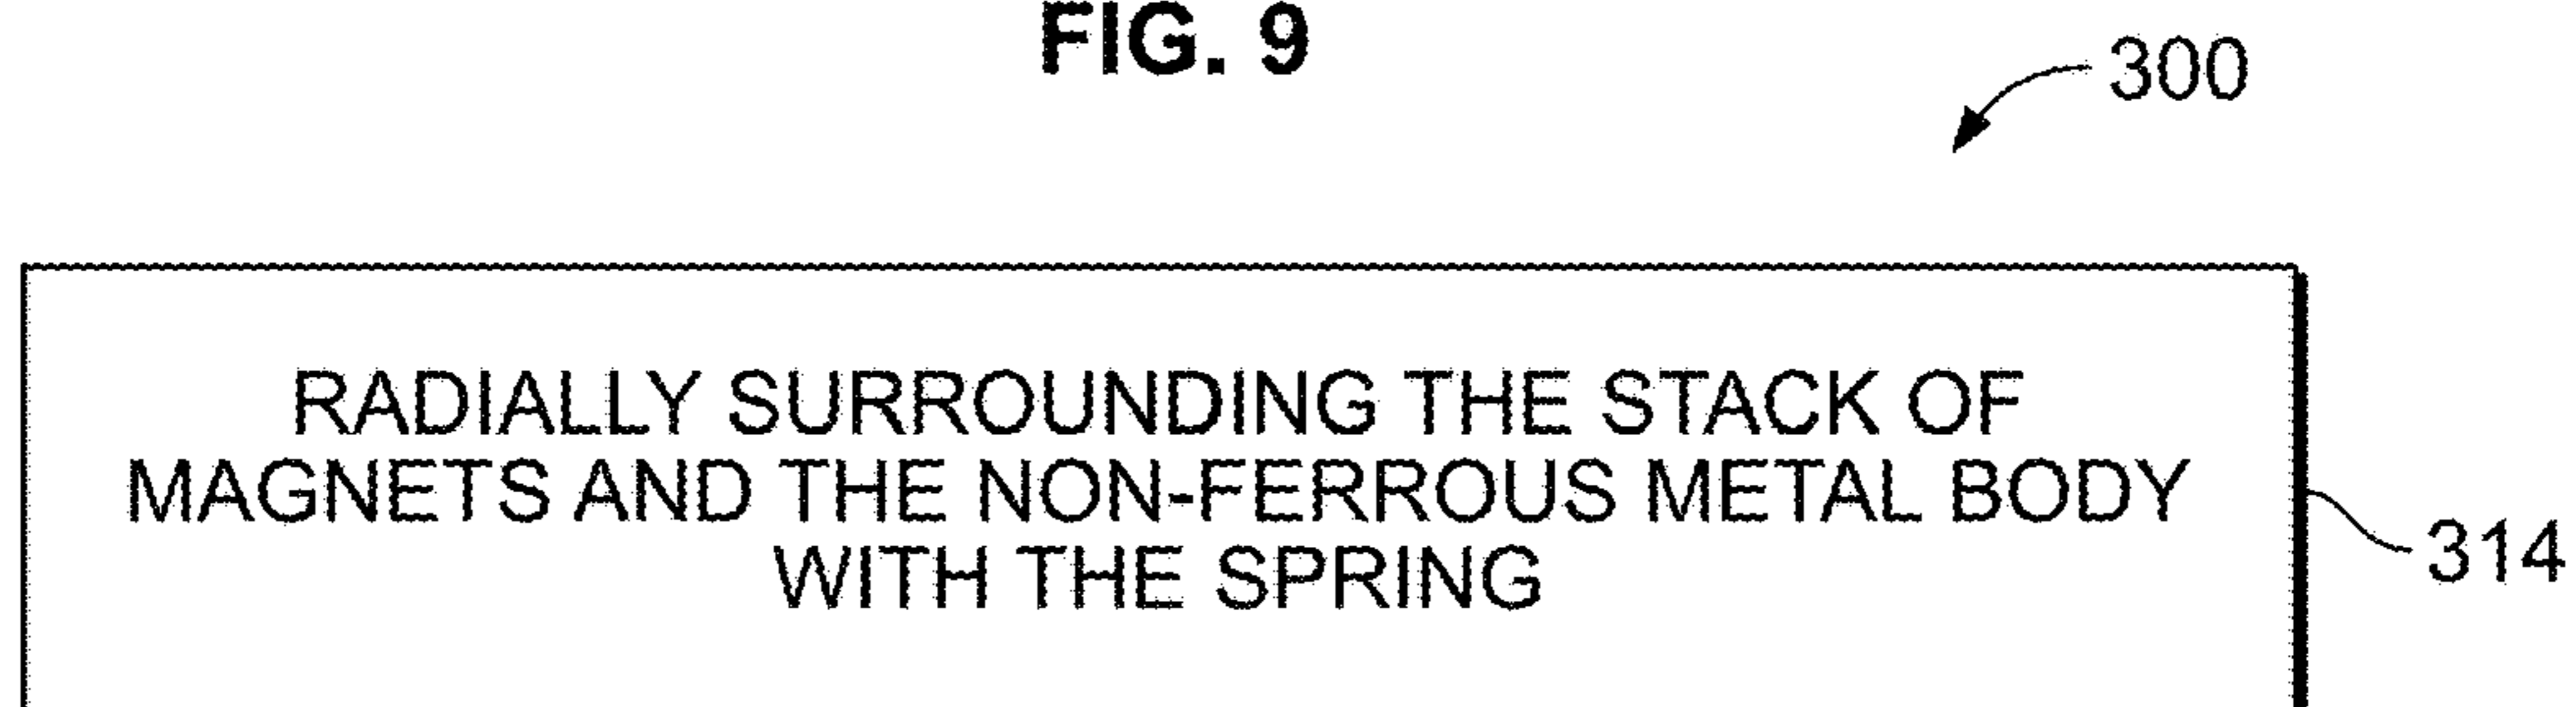 FIG. 9
300
RADIALLY SURROUNDING THE STACK OF
MAGNETS AND THE NON-FERROUS METAL BODY
WITH THE SPRING
314